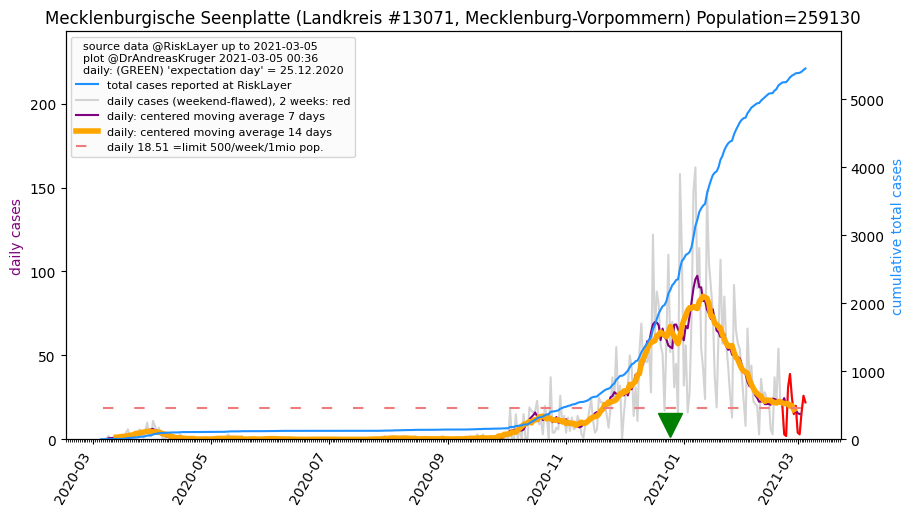 Mecklenburgische Seenplatte (Landkreis #13071, Mecklenburg-Vorpommern) Population=259130
source data @RiskLayer up to 2021-03-05
plot @DrAndreasKruger 2021-03-05 00:36
daily: (GREEN) 'expectation day' = 25.12.2020
total cases reported at RiskLayer
daily cases (weekend-flawed), 2 weeks: red
daily: centered moving average 7 days
daily: centered moving average 14 days
daily 18.51 =limit 500/week/1mio pop.
daily cases
200
150
100
50
0
cumulative total cases
5000
4000
3000
2000
1000
0
2020-03
2020-05
2020-07
2020-09
2020-11
2021-01
2021-03